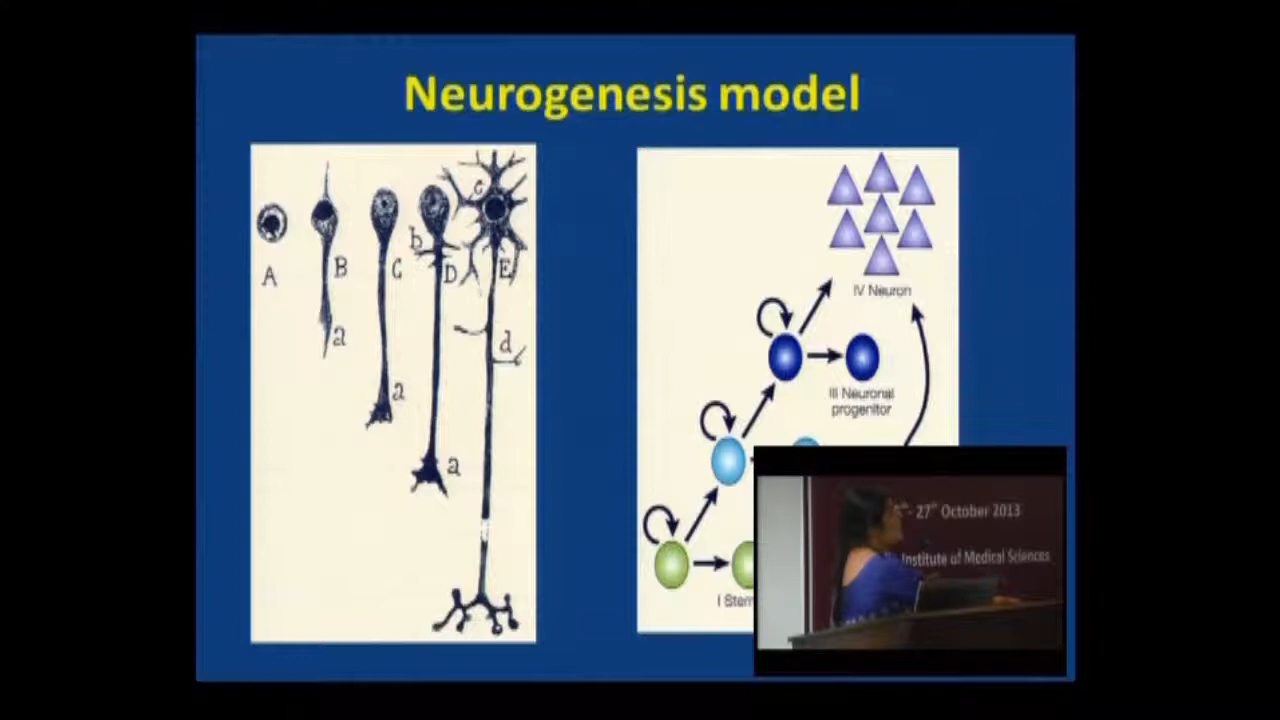 Neurogenesis model
A
B
a
C
a
b
D
a
c
E
d
IV Neuron
III Neuronal
progenitor
I Stem
27th October 2013
Institute of Medical Sciences